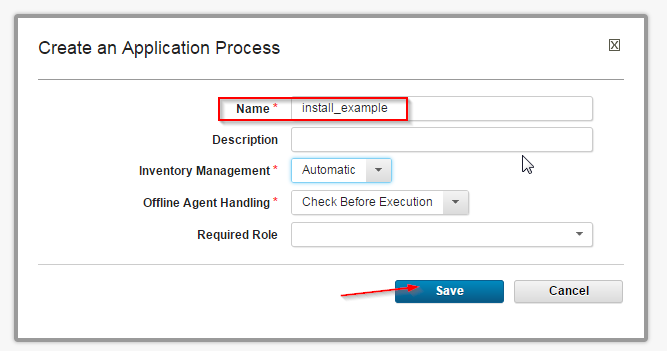 Create an Application Process
Name * install_example
Description
Inventory Management * Automatic
Offline Agent Handling * Check Before Execution
Required Role
Save Cancel